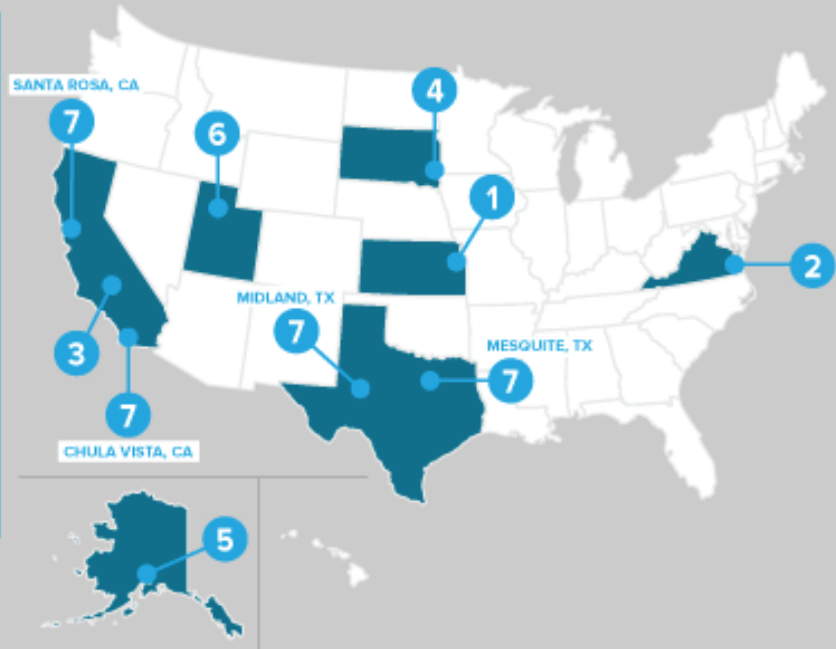 SANTA ROSA, CA
7
6
4
1
2
MIDLAND, TX
7
MESQUITE, TX
7
3
7
CHULA VISTA, CA
5